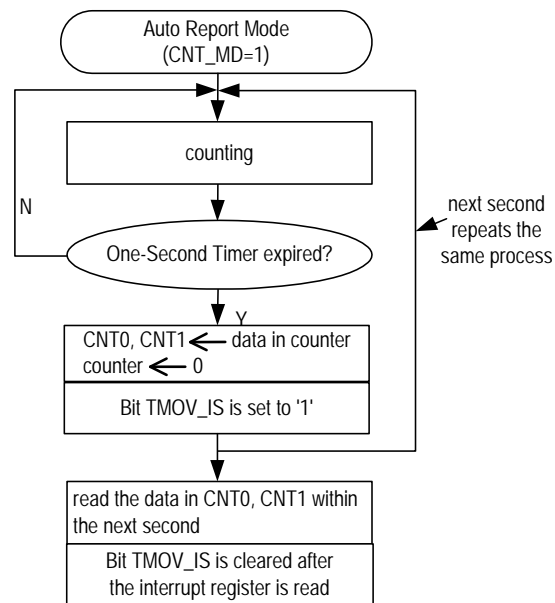 Auto Report Mode
(CNT_MD=1)
counting
N
next second
repeats the
same process
One-Second Timer expired?
Y
CNT0, CNT1 ← data in counter
counter ← 0
Bit TMOV_IS is set to '1'
read the data in CNT0, CNT1 within
the next second
Bit TMOV_IS is cleared after
the interrupt register is read